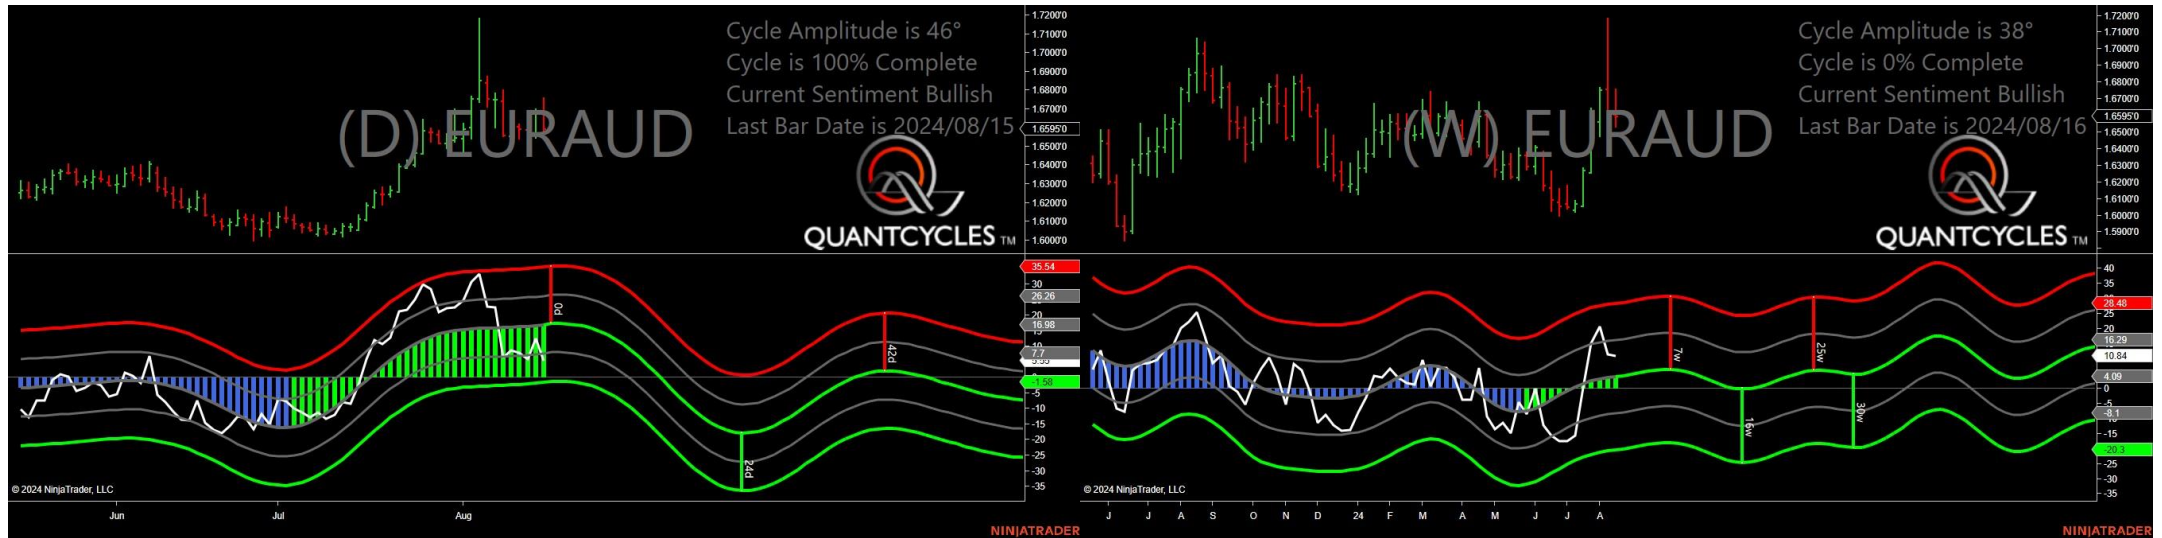 Cycle Amplitude is 46°
Cycle is 100% Complete
Current Sentiment Bullish
Last Bar Date is 2024/08/15
(D) EURAUD
QUANTCYCLES TM
1.7200'0
1.7100'0
1.7000'0
1.6900'0
1.6800'0
1.6700'0
1.6595'0
1.6500'0
1.6400'0
1.6300'0
1.6200'0
1.6100'0
1.6000'0
35.54
30
26.26
20
16.98
10
7.7
-1.58
-5
-10
-15
-20
-25
-30
-35
0d
42d
24d
© 2024 NinjaTrader, LLC
Jun
Jul
Aug
NINJATRADER
Cycle Amplitude is 38°
Cycle is 0% Complete
Current Sentiment Bullish
Last Bar Date is 2024/08/16
(W) EURAUD
QUANTCYCLES TM
1.7200'0
1.7100'0
1.7000'0
1.6900'0
1.6800'0
1.6700'0
1.6595'0
1.6500'0
1.6400'0
1.6300'0
1.6200'0
1.6100'0
1.6000'0
1.5900'0
40
35
28.48
25
20
16.29
10.84
4.09
0
-5
-8.1
-15
-20.3
-25
-30
-35
7w
25w
16w
30w
© 2024 NinjaTrader, LLC
J
J
A
S
O
N
D
24
F
M
A
M
J
J
A
NINJATRADER